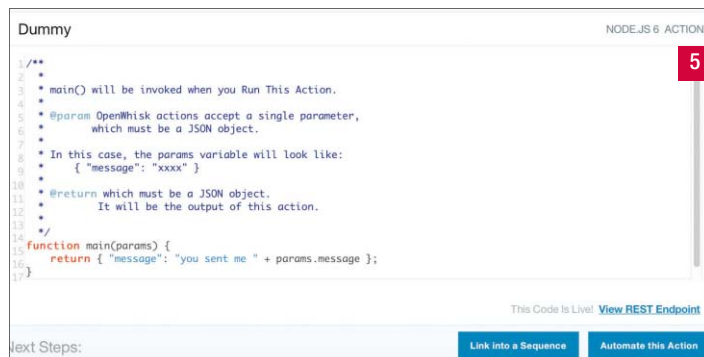 Dummy
NODE.JS 6 ACTION
5
1 /**
2 *
3 * main() will be invoked when you Run This Action.
4 *
5 * @param OpenWhisk actions accept a single parameter,
6 * which must be a JSON object.
7 *
8 * In this case, the params variable will look like:
9 * { "message": "xxxx" }
10 *
11 * @return which must be a JSON object.
12 * It will be the output of this action.
13 *
14 */
15 function main(params) {
16 return { "message": "you sent me " + params.message };
17 }
This Code Is Live! View REST Endpoint
Next Steps:
Link into a Sequence
Automate this Action